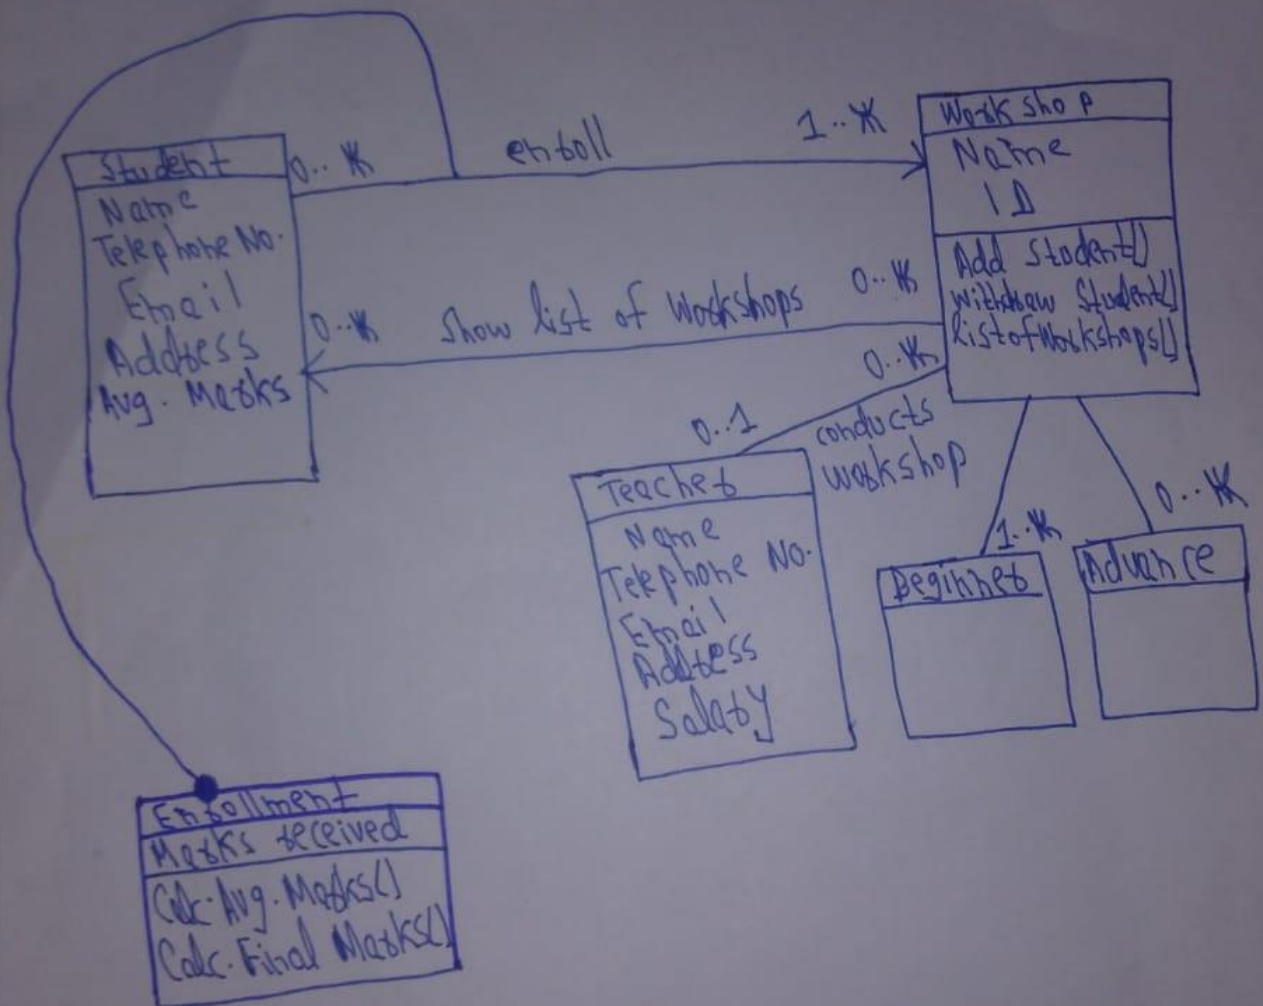 Student
Name
Telephone No.
Email
Address
Avg. Marks
0..*
enroll
1..*
Workshop
Name
ID
Add Student()
Withdraw Student()
ListofWorkshops()
0..*
Show list of Workshops
0..*
0..*
conducts
workshop
0..1
Teacher
Name
Telephone No.
Email
Address
Salary
1..*
Beginner
0..*
Advance
Enrollment
Marks received
Calc.Avg.Marks()
Calc.Final Marks()